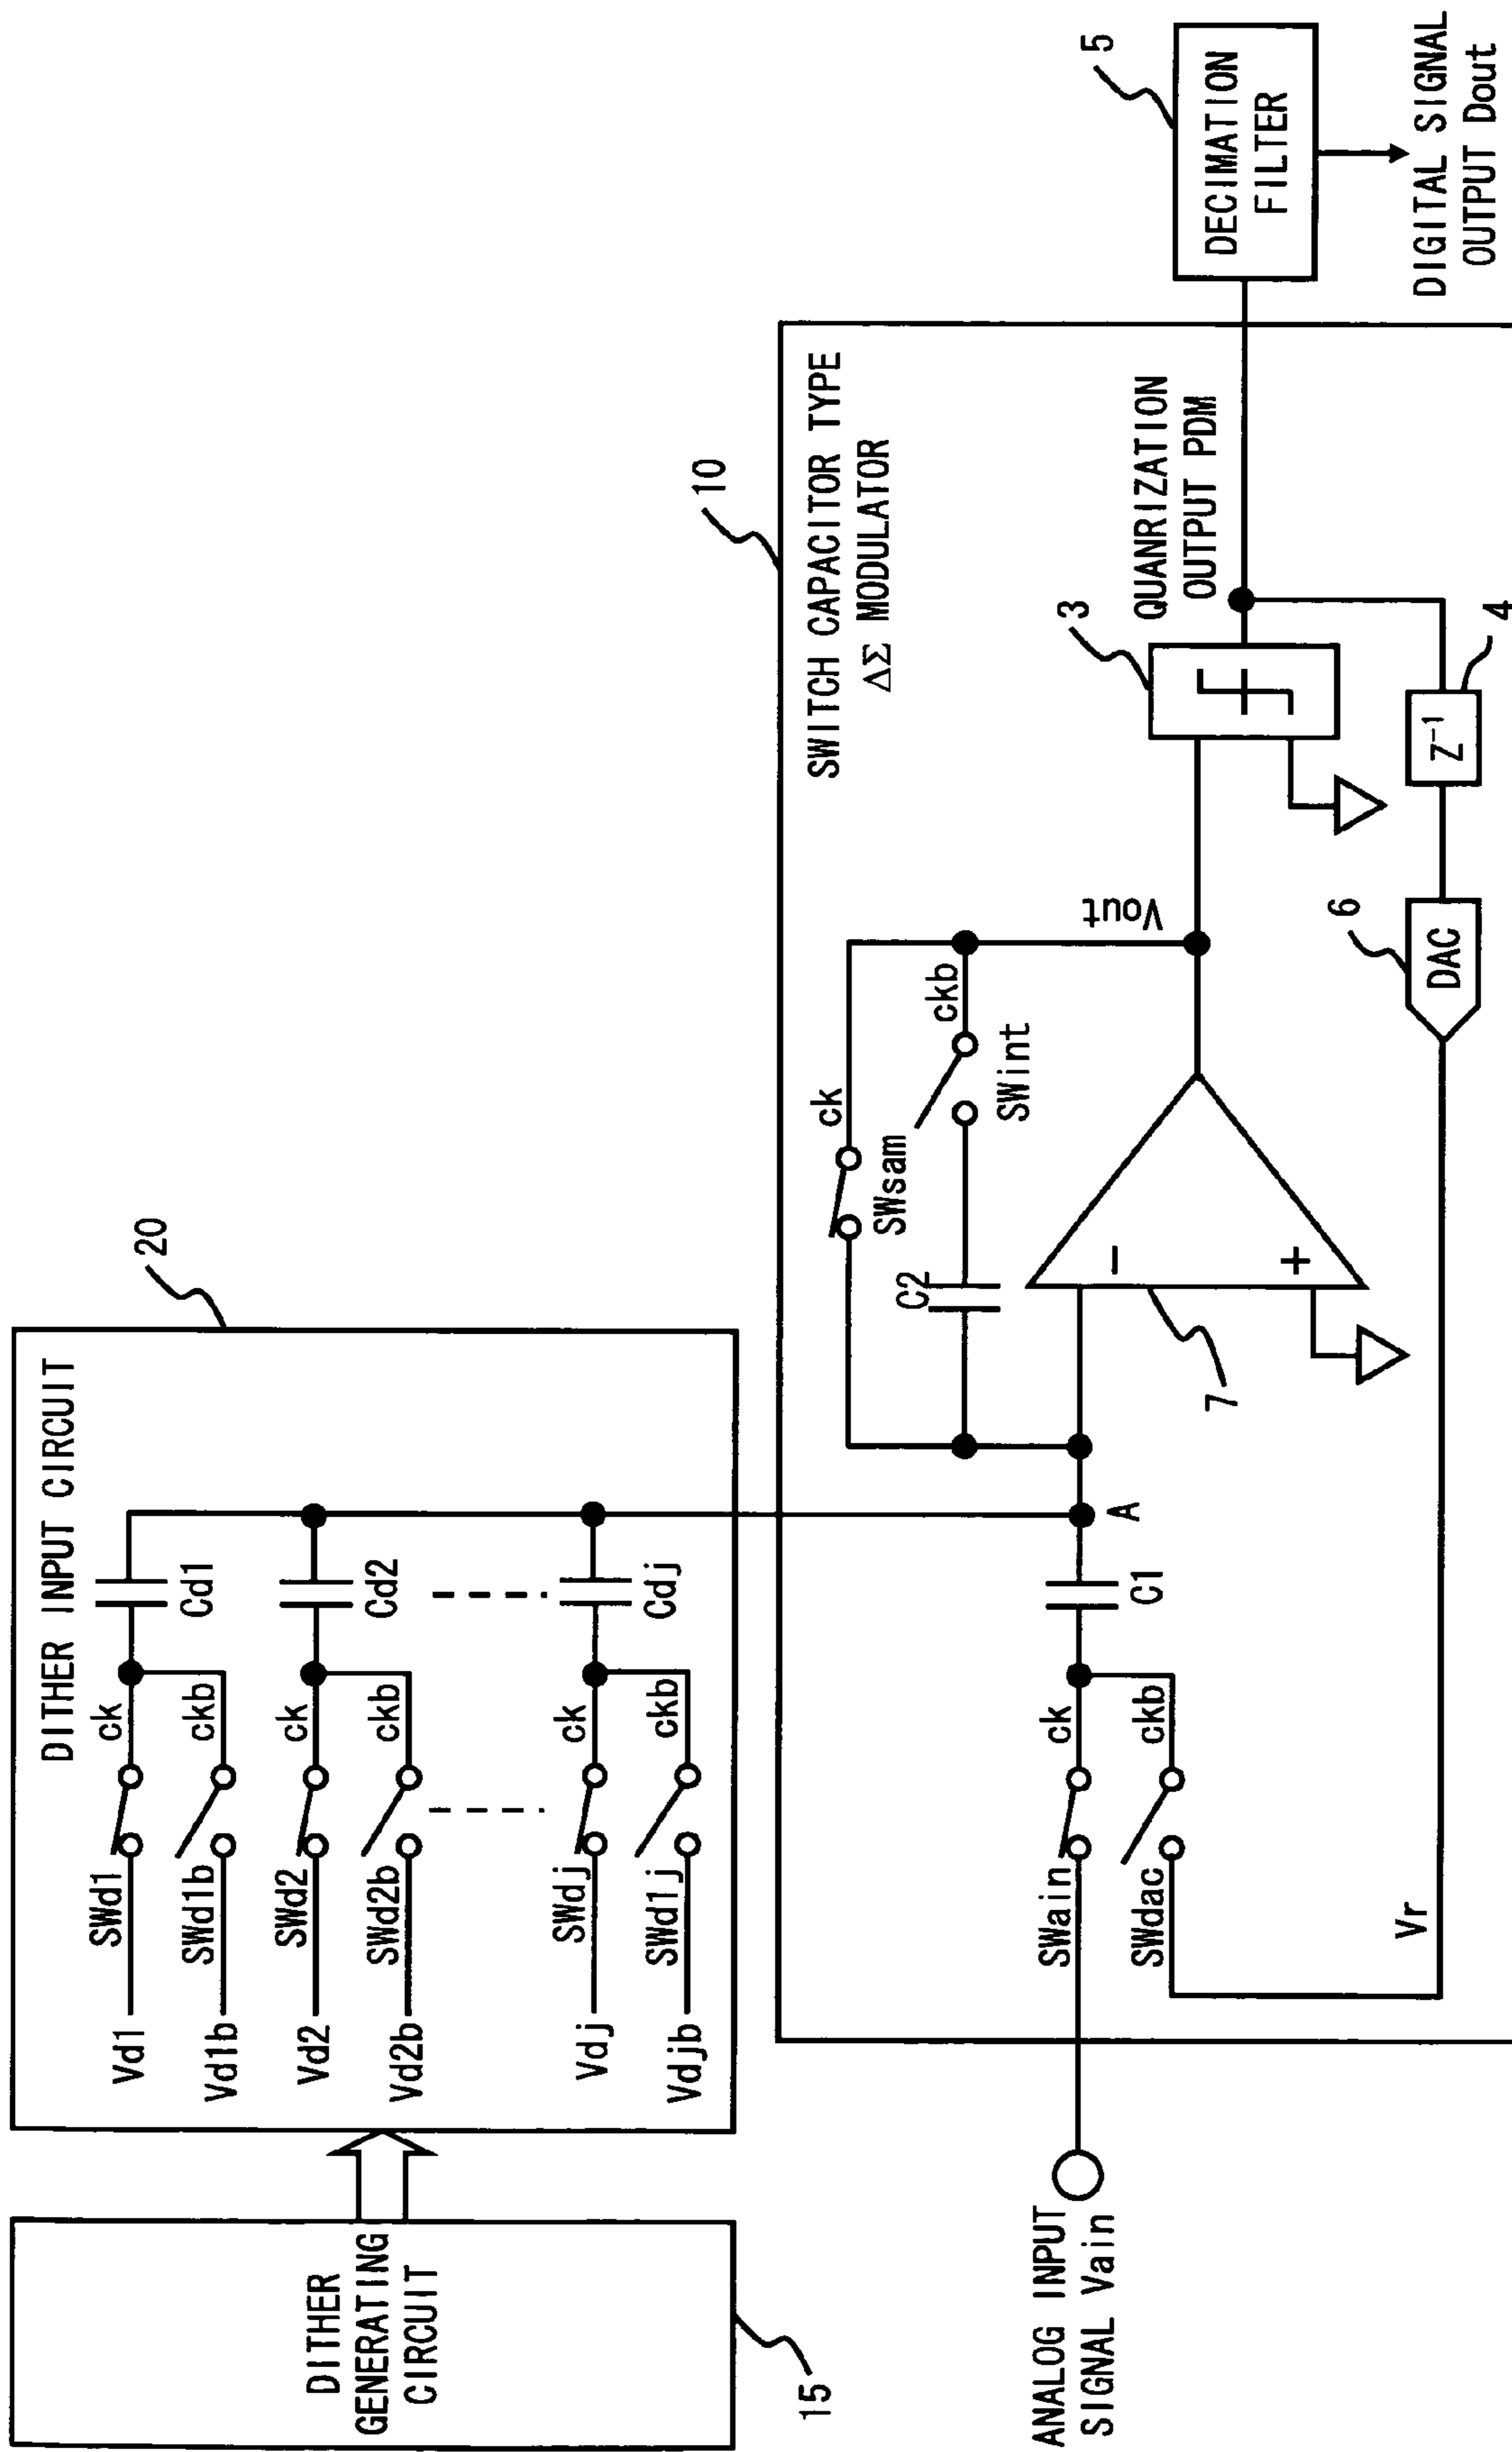 DITHER
GENERATING
CIRCUIT
15
DITHER INPUT CIRCUIT
20
Vd1
SWd1
ck
Cd1
Vd1b
SWd1b
ckb
Vd2
SWd2
ck
Cd2
Vd2b
SWd2b
ckb
Vdj
SWdj
ck
Cdj
Vdjb
SWd1j
ckb
ANALOG INPUT
SIGNAL Vain
SWITCH CAPACITOR TYPE
ΔΣ MODULATOR
10
SWain
ck
SWdac
ckb
C1
A
ck
SWsam
C2
ckb
SWint
Vout
−
+
7
QUANRIZATION
OUTPUT PDM
3
Z⁻¹
4
DAC
6
Vr
DECIMATION
FILTER
5
DIGITAL SIGNAL
OUTPUT Dout